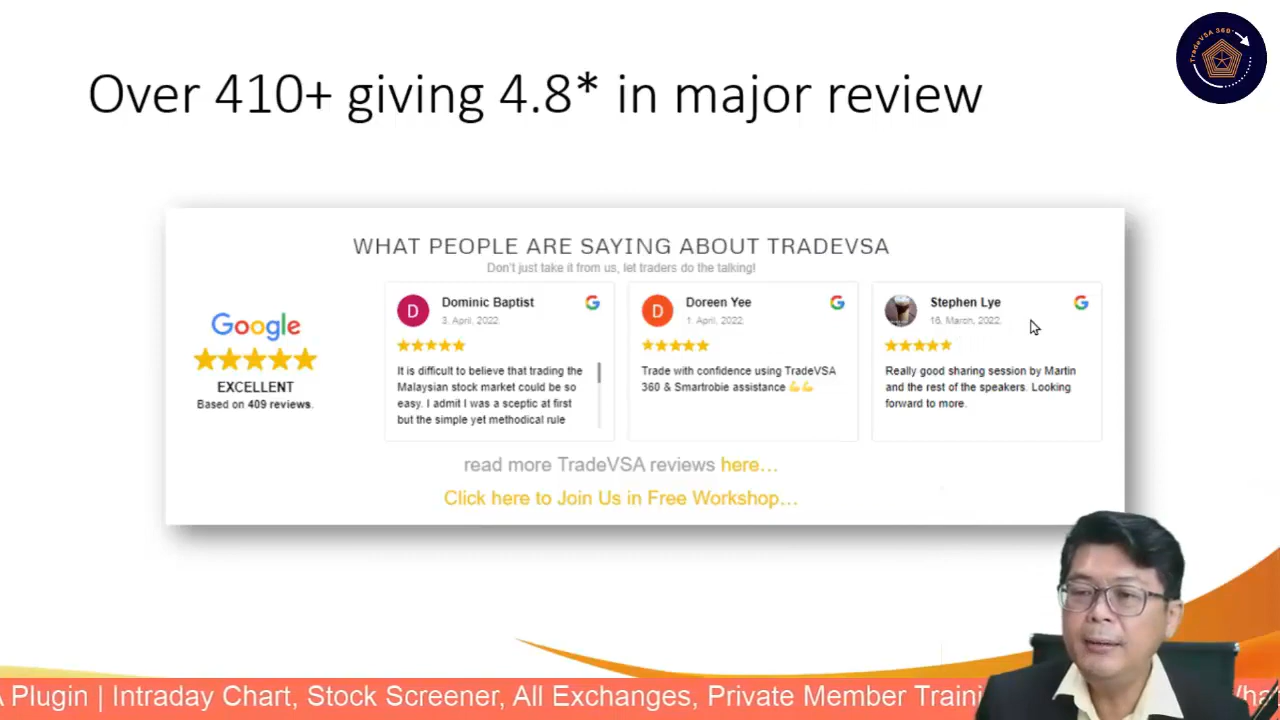 TradeVSA 360°
Over 410+ giving 4.8* in major review
WHAT PEOPLE ARE SAYING ABOUT TRADEVSA
Don't just take it from us, let traders do the talking!
Google
EXCELLENT
Based on 409 reviews.
D
Dominic Baptist
3. April, 2022.
It is difficult to believe that trading the
Malaysian stock market could be so
easy. I admit I was a sceptic at first
but the simple yet methodical rule
D
Doreen Yee
1. April, 2022.
Trade with confidence using TradeVSA
360 & Smartrobie assistance 💪💪
Stephen Lye
16. March, 2022.
Really good sharing session by Martin
and the rest of the speakers. Looking
forward to more.
read more TradeVSA reviews here...
Click here to Join Us in Free Workshop...
A Plugin | Intraday Chart, Stock Screener, All Exchanges, Private Member Traini